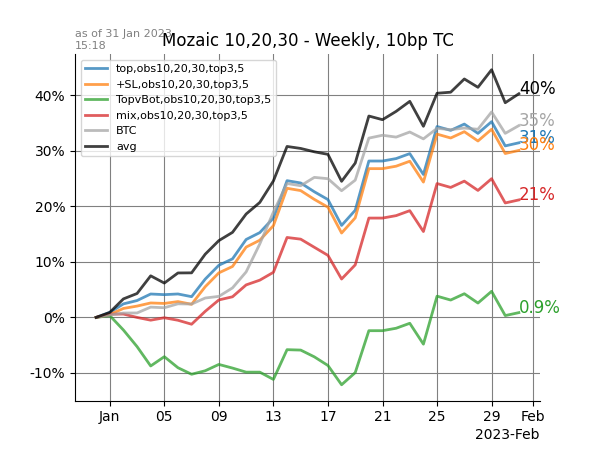 as of 31 Jan 2023
15:18
Mozaic 10,20,30 - Weekly, 10bp TC
top,obs10,20,30,top3,5
+SL,obs10,20,30,top3,5
TopvBot,obs10,20,30,top3,5
mix,obs10,20,30,top3,5
BTC
avg
40%
30%
20%
10%
0%
-10%
40%
35%
31%
30%
21%
0.9%
Jan 05 09 13 17 21 25 29 Feb
2023-Feb